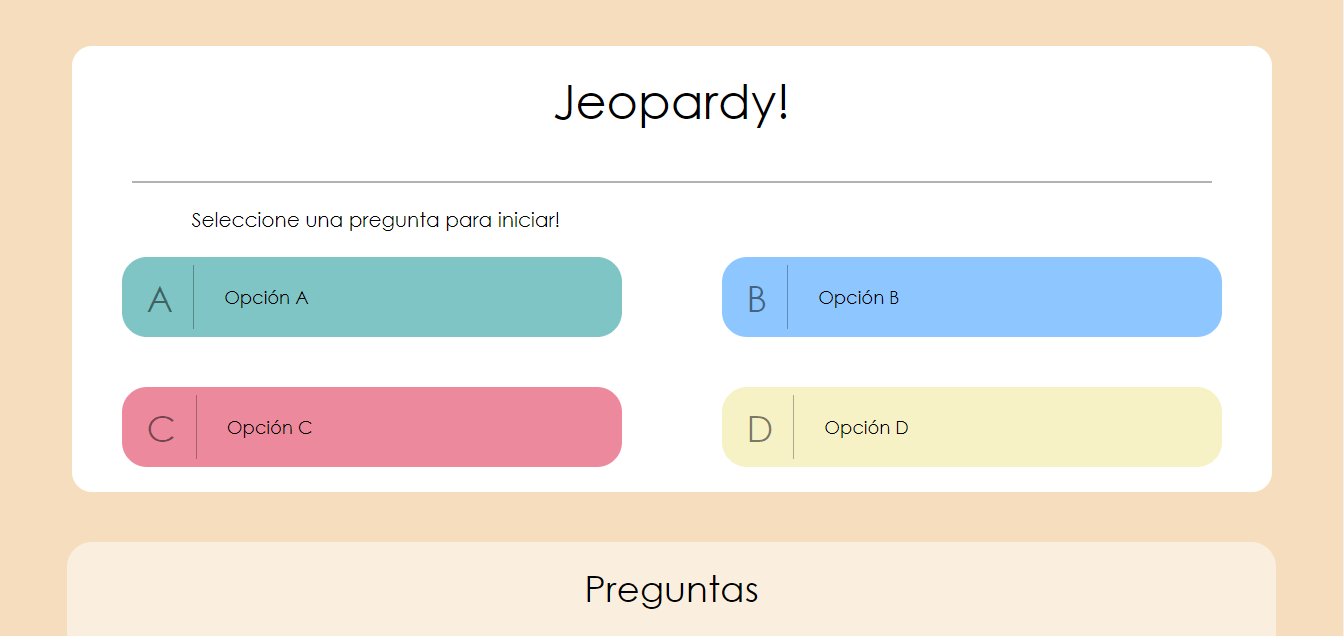 Jeopardy!
Seleccione una pregunta para iniciar!
A Opción A
B Opción B
C Opción C
D Opción D
Preguntas